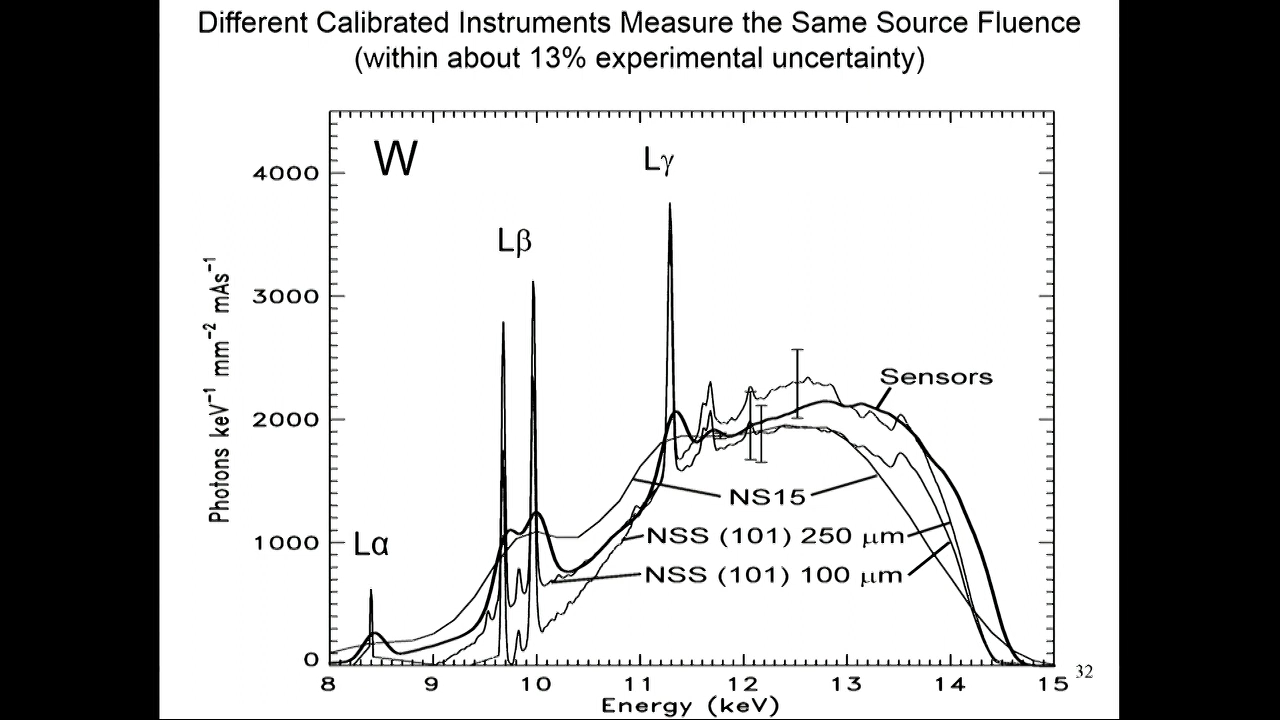 Different Calibrated Instruments Measure the Same Source Fluence
(within about 13% experimental uncertainty)
W
Lγ
Lβ
Lα
Sensors
NS15
NSS (101) 250 μm
NSS (101) 100 μm
Photons keV⁻¹ mm⁻² mAs⁻¹
4000
3000
2000
1000
0
8 9 10 11 12 13 14 15
Energy (keV)
32